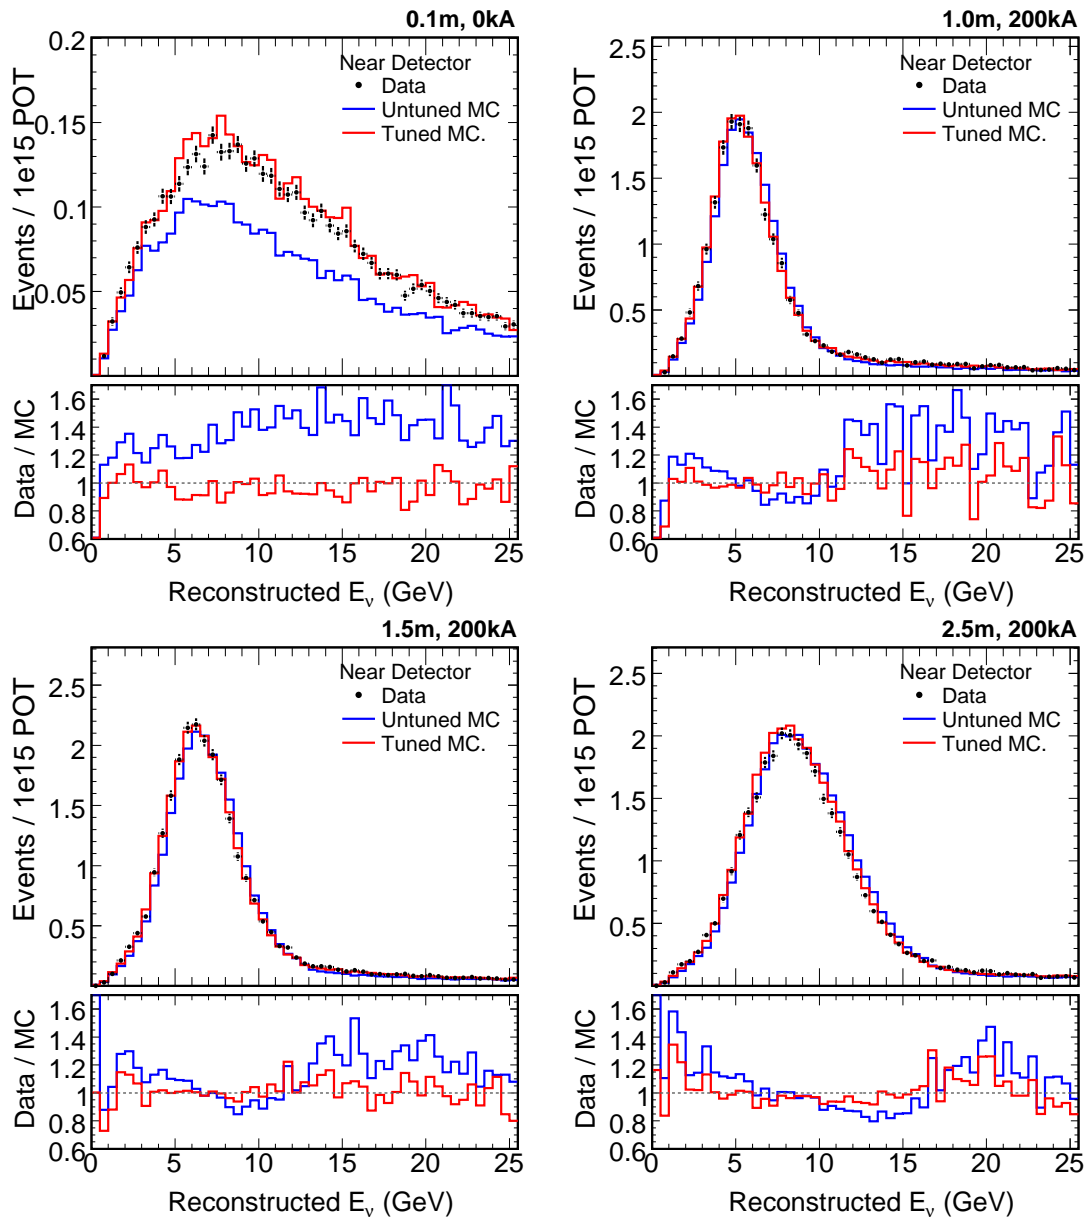 0.1m, 0kA
Near Detector
Data
Untuned MC
Tuned MC.
Events / 1e15 POT
0.2
0.15
0.1
0.05
Data / MC
1.6
1.4
1.2
1
0.8
0.6
0 5 10 15 20 25
Reconstructed Eν (GeV)
1.0m, 200kA
Near Detector
Data
Untuned MC
Tuned MC.
Events / 1e15 POT
2.5
2
1.5
1
0.5
Data / MC
1.6
1.4
1.2
1
0.8
0.6
0 5 10 15 20 25
Reconstructed Eν (GeV)
1.5m, 200kA
Near Detector
Data
Untuned MC
Tuned MC.
Events / 1e15 POT
2.5
2
1.5
1
0.5
Data / MC
1.6
1.4
1.2
1
0.8
0.6
0 5 10 15 20 25
Reconstructed Eν (GeV)
2.5m, 200kA
Near Detector
Data
Untuned MC
Tuned MC.
Events / 1e15 POT
2.5
2
1.5
1
0.5
Data / MC
1.6
1.4
1.2
1
0.8
0.6
0 5 10 15 20 25
Reconstructed Eν (GeV)